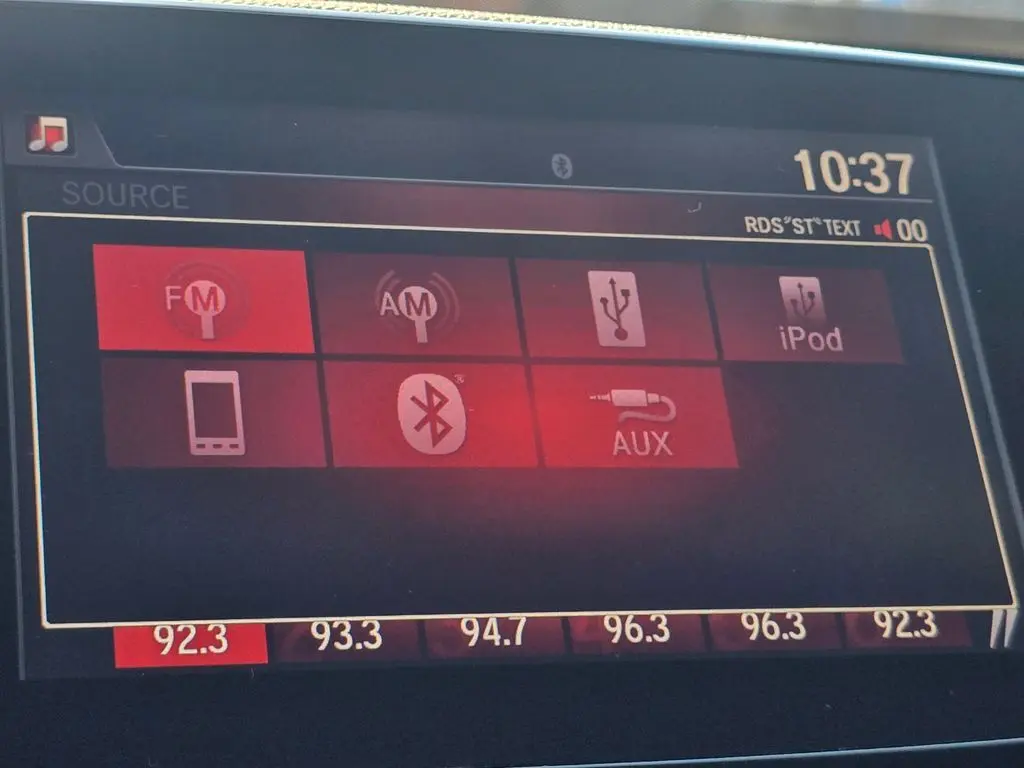 10:37
SOURCE
RDS ST TEXT 00
FM AM iPod
AUX
92.3 93.3 94.7 96.3 96.3 92.3